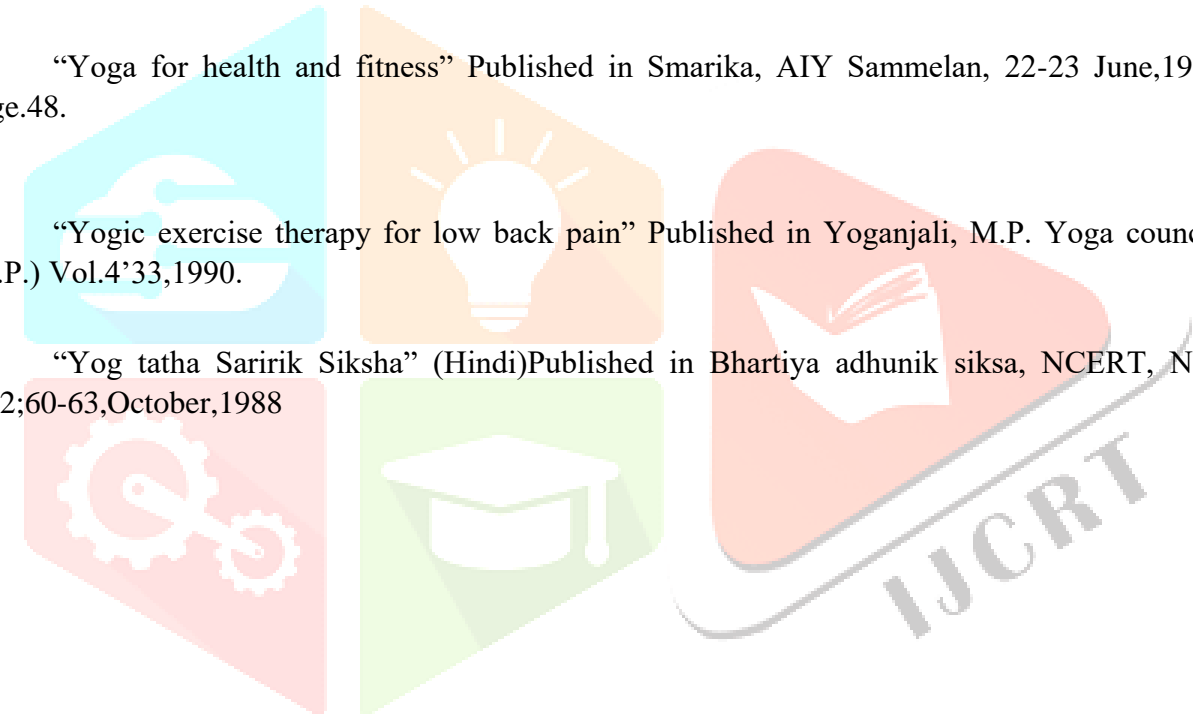 “Yoga for health and fitness” Published in Smarika, AIY Sammelan, 22-23 June,19
ge.48.
“Yogic exercise therapy for low back pain” Published in Yoganjali, M.P. Yoga counc
.P.) Vol.4’33,1990.
“Yog tatha Saririk Siksha” (Hindi)Published in Bhartiya adhunik siksa, NCERT, N
2;60-63,October,1988
IJCRT